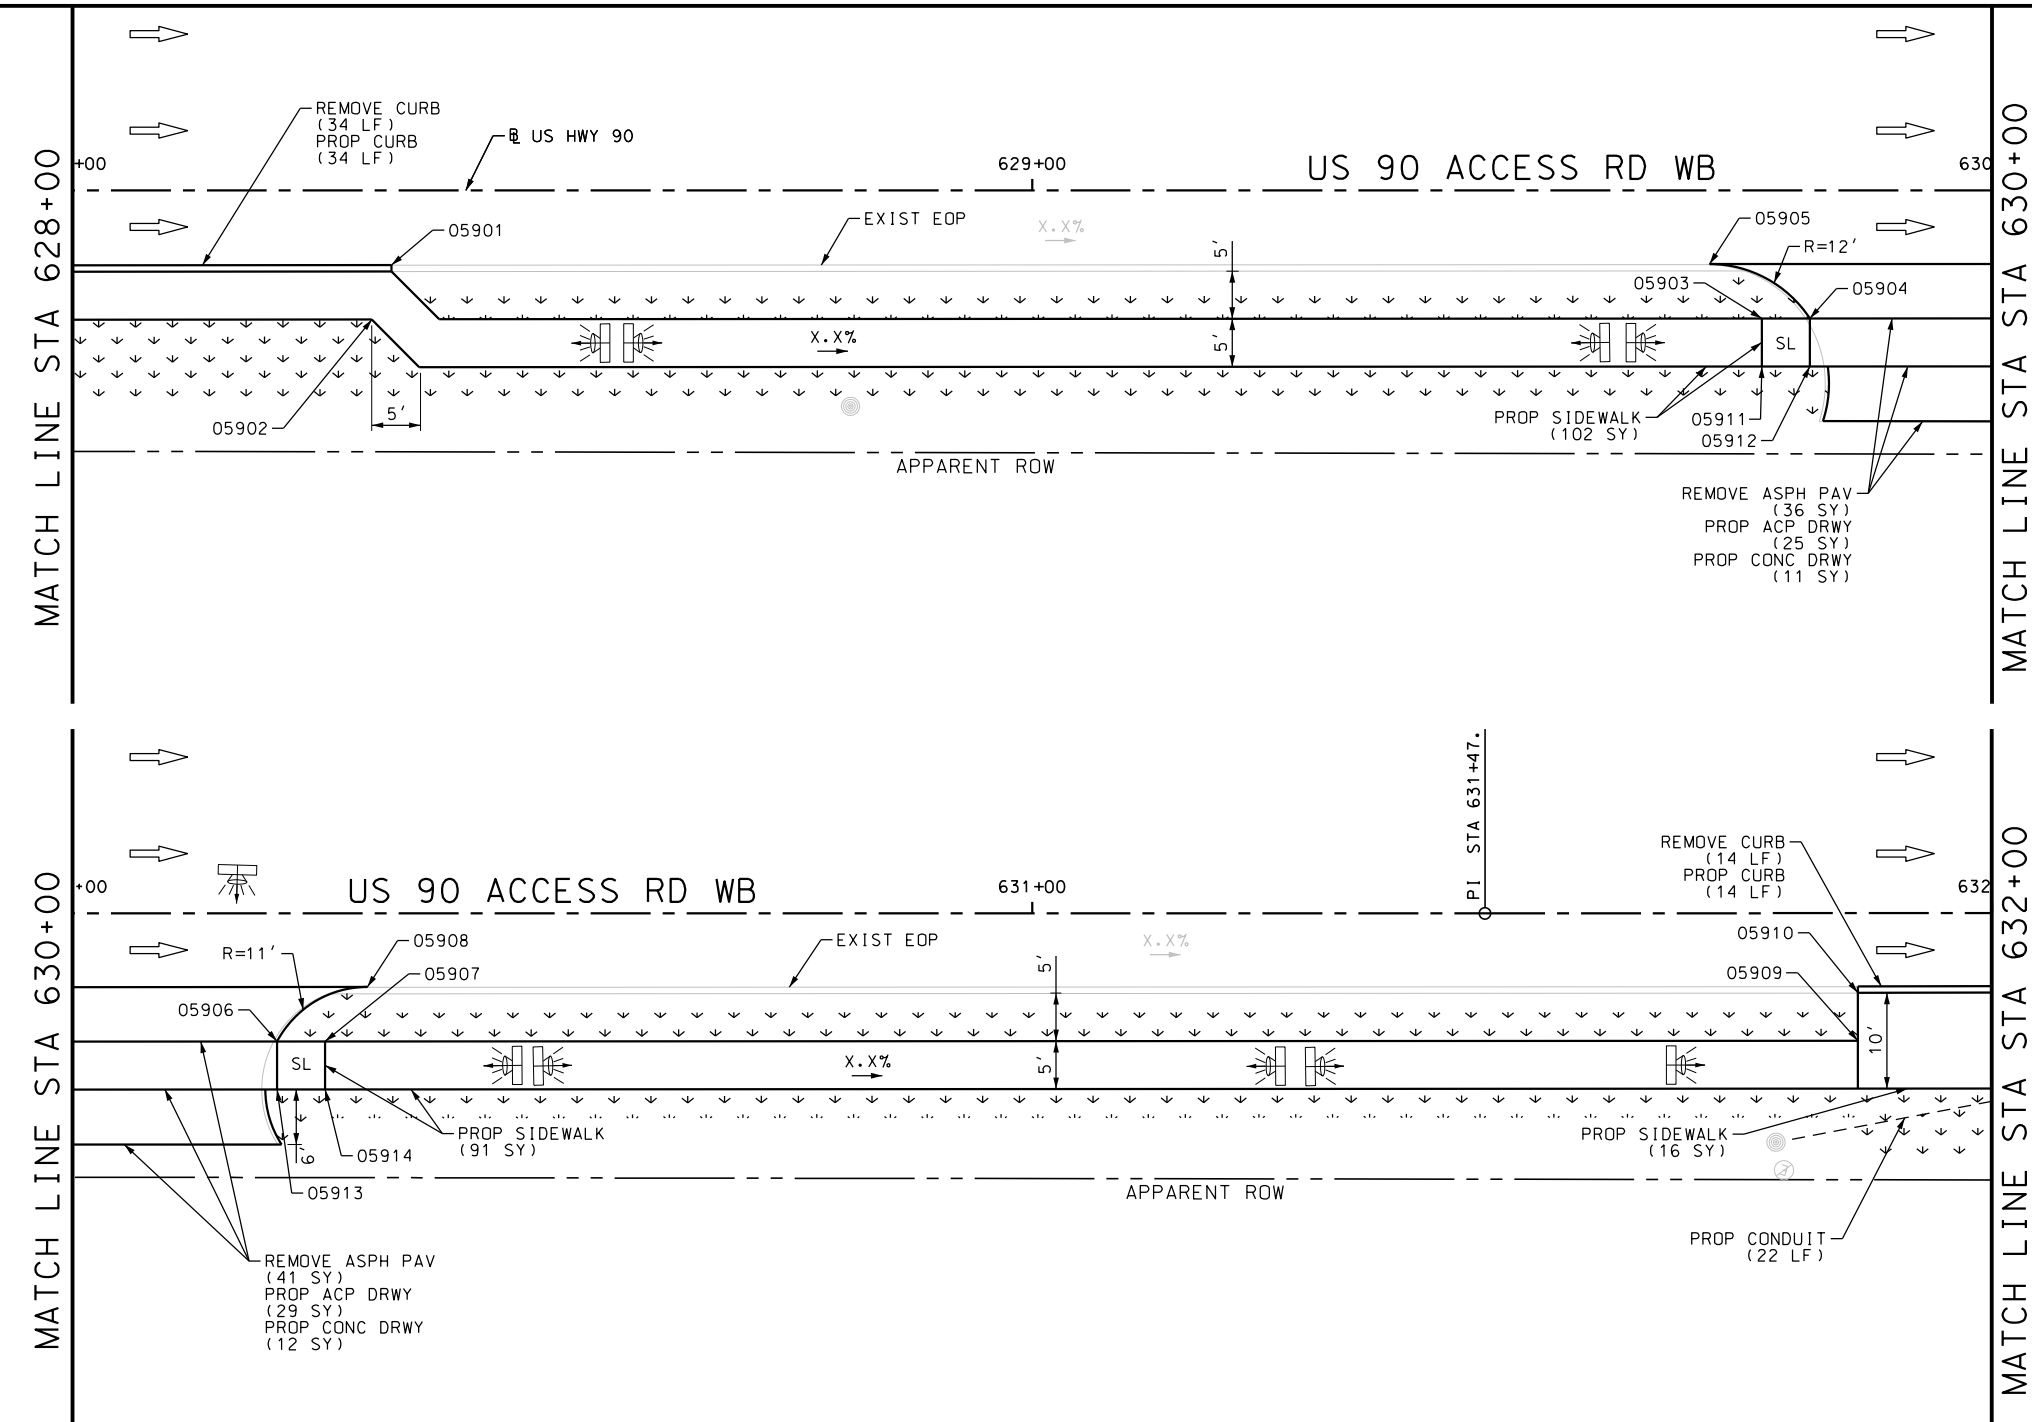 REMOVE CURB
(34 LF)
PROP CURB
(34 LF)
℄ US HWY 90
+00
629+00
US 90 ACCESS RD WB
630
MATCH LINE STA 628+00
MATCH LINE STA 630+00
05901
EXIST EOP
X.X%
5'
05905
R=12'
05903
05904
X.X%
5'
SL
5'
05902
PROP SIDEWALK
(102 SY)
05911
05912
APPARENT ROW
REMOVE ASPH PAV
(36 SY)
PROP ACP DRWY
(25 SY)
PROP CONC DRWY
(11 SY)
STA
PI STA 631+47.
REMOVE CURB
(14 LF)
PROP CURB
(14 LF)
+00
US 90 ACCESS RD WB
631+00
632
MATCH LINE STA 630+00
MATCH LINE STA 632+00
STA
R=11'
05908
05907
EXIST EOP
X.X%
5'
05910
05909
05906
SL
X.X%
5'
10'
6'
05914
05913
PROP SIDEWALK
(91 SY)
PROP SIDEWALK
(16 SY)
APPARENT ROW
PROP CONDUIT
(22 LF)
REMOVE ASPH PAV
(41 SY)
PROP ACP DRWY
(29 SY)
PROP CONC DRWY
(12 SY)